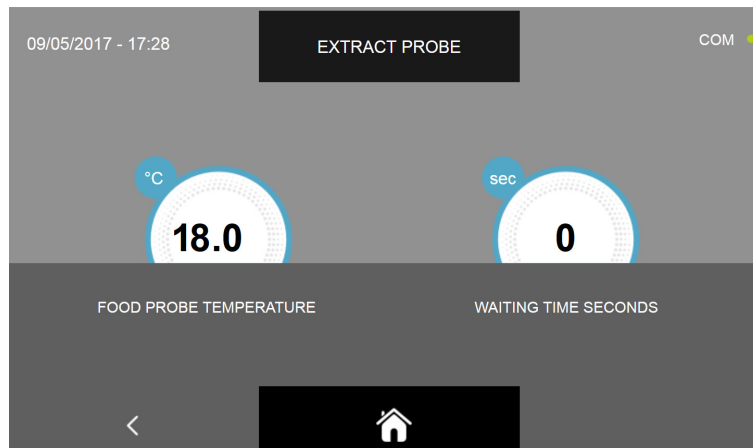 09/05/2017 - 17:28
EXTRACT PROBE
COM
°C
sec
18.0
0
FOOD PROBE TEMPERATURE
WAITING TIME SECONDS